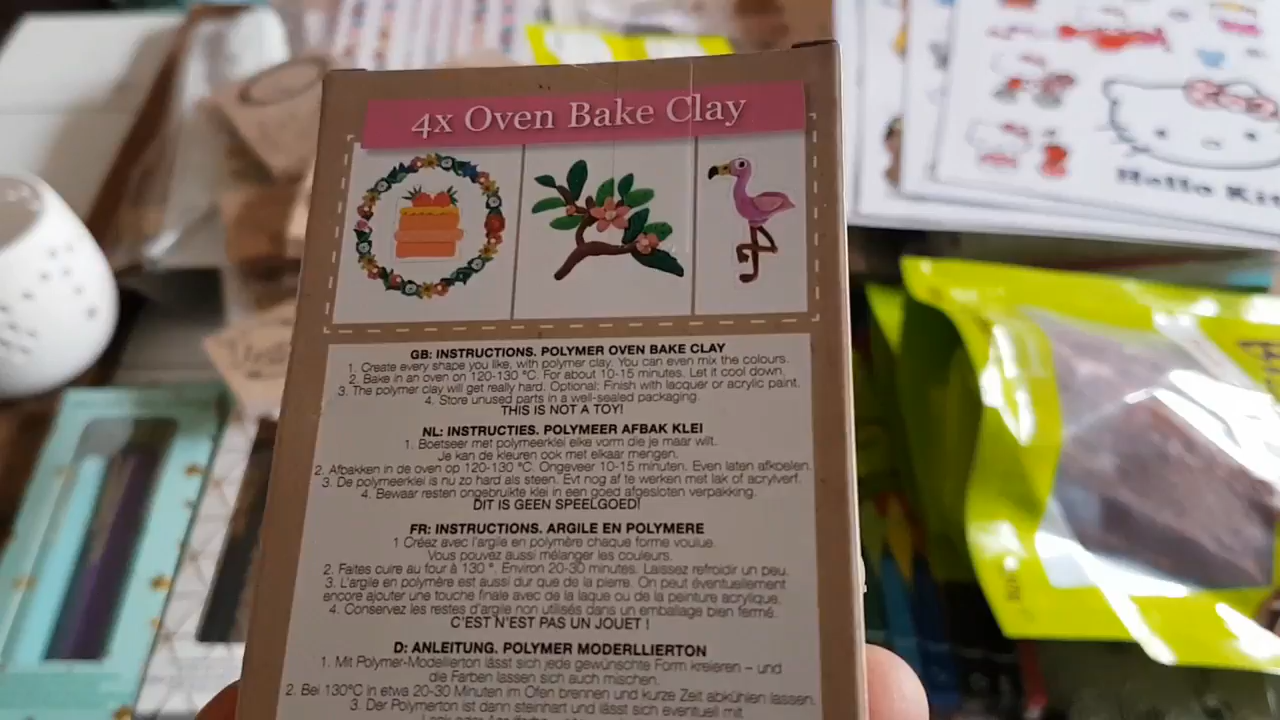 4x Oven Bake Clay
GB: INSTRUCTIONS. POLYMER OVEN BAKE CLAY
1. Create every shape you like, with polymer clay. You can even mix the colours.
2. Bake in an oven on 120-130 °C. For about 10-15 minutes. Let it cool down.
3. The polymer clay will get really hard. Optional: Finish with lacquer or acrylic paint.
4. Store unused parts in a well-sealed packaging.
THIS IS NOT A TOY!
NL: INSTRUCTIES. POLYMEER AFBAK KLEI
1. Boetseer met polymeerklei elke vorm die je maar wilt.
Je kan de kleuren ook met elkaar mengen.
2. Afbakken in de oven op 120-130 °C. Ongeveer 10-15 minuten. Even laten afkoelen.
3. De polymeerklei is nu zo hard als steen. Evt nog af te werken met lak of acrylverf.
4. Bewaar resten ongebruikte klei in een goed afgesloten verpakking.
DIT IS GEEN SPEELGOED!
FR: INSTRUCTIONS. ARGILE EN POLYMERE
1 Créez avec l'argile en polymère chaque forme voulue.
Vous pouvez aussi mélanger les couleurs.
2. Faites cuire au four à 130 °. Environ 20-30 minutes. Laissez refroidir un peu.
3. L'argile en polymère est aussi dur que de la pierre. On peut éventuellement
encore ajouter une touche finale avec de la laque ou de la peinture acrylique.
4. Conservez les restes d'argile non utilisés dans un emballage bien fermé.
C'EST N'EST PAS UN JOUET !
D: ANLEITUNG. POLYMER MODERLLIERTON
1. Mit Polymer-Modellierton lässt sich jede gewünschte Form kreieren – und
die Farben lassen sich auch mischen.
2. Bei 130°C in etwa 20-30 Minuten im Ofen brennen und kurze Zeit abkühlen lassen.
3. Der Polymerton ist dann steinhart und lässt sich eventuell mit
Hello Kit